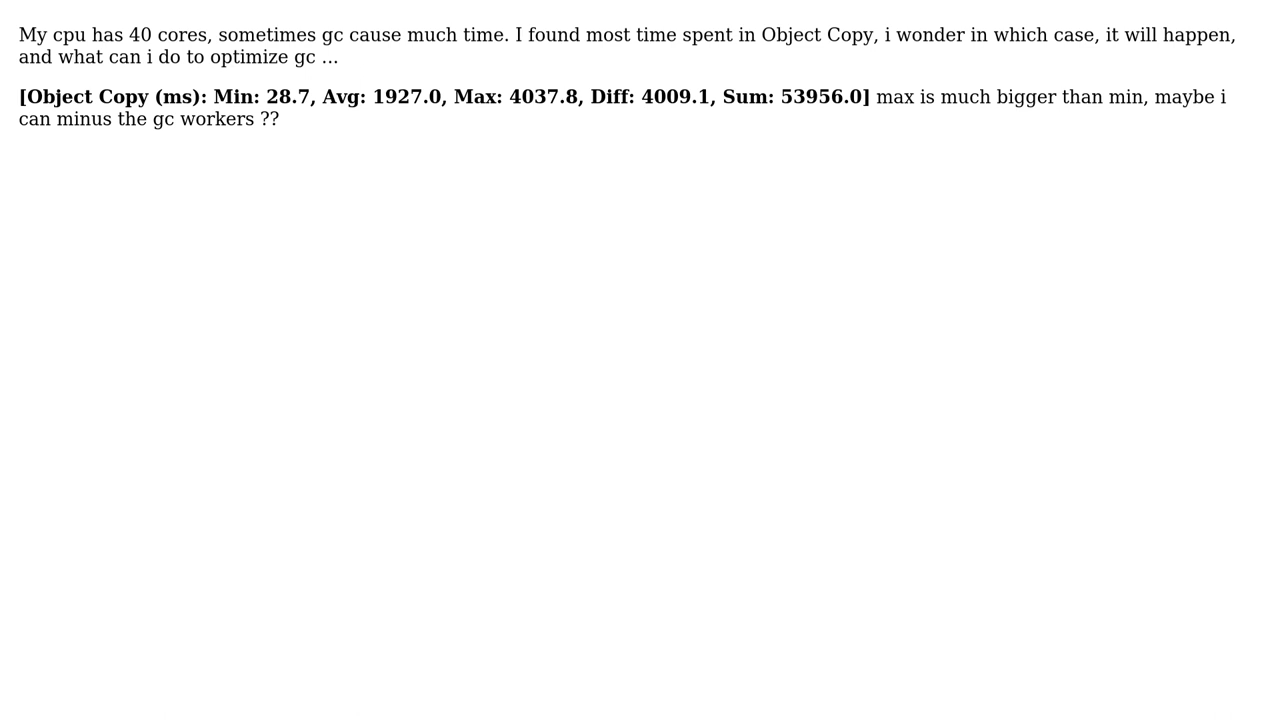 My cpu has 40 cores, sometimes gc cause much time. I found most time spent in Object Copy, i wonder in which case, it will happen,
and what can i do to optimize gc ...
[Object Copy (ms): Min: 28.7, Avg: 1927.0, Max: 4037.8, Diff: 4009.1, Sum: 53956.0] max is much bigger than min, maybe i
can minus the gc workers ??